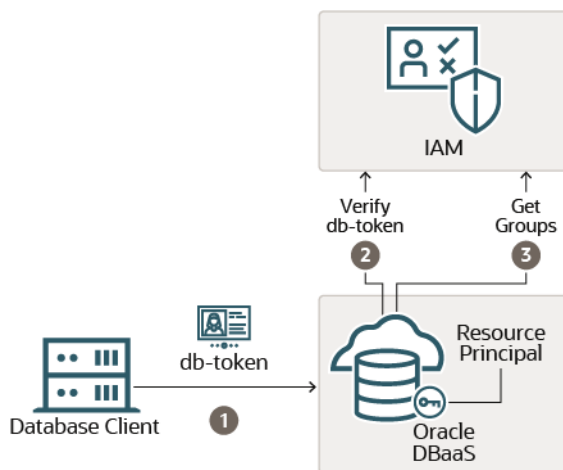 IAM
Verify
db-token
2
Get
Groups
3
db-token
1
Database Client
Resource
Principal
Oracle
DBaaS